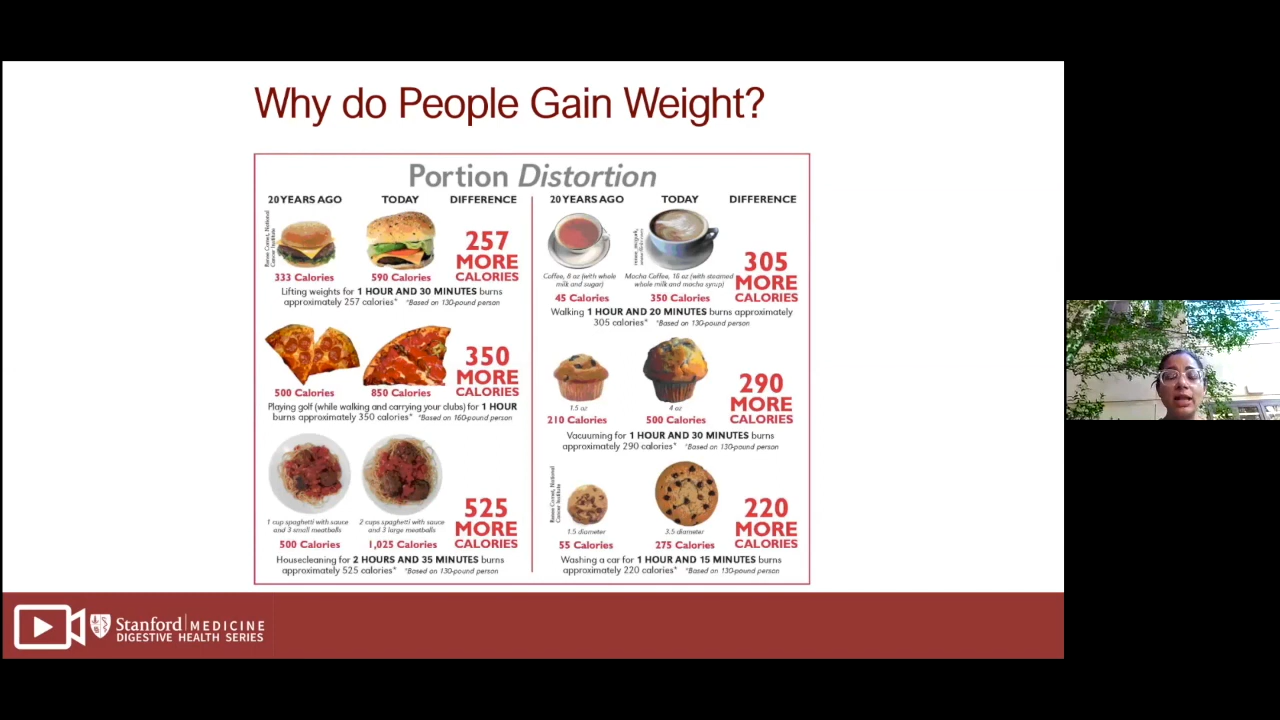 Why do People Gain Weight?
Portion Distortion
20 YEARS AGO TODAY DIFFERENCE
333 Calories 590 Calories
257
MORE
CALORIES
Lifting weights for 1 HOUR AND 30 MINUTES burns
approximately 257 calories* *Based on 130-pound person
500 Calories 850 Calories
350
MORE
CALORIES
Playing golf (while walking and carrying your clubs) for 1 HOUR
burns approximately 350 calories* *Based on 160-pound person
1 cup spaghetti with sauce
and 3 small meatballs
2 cups spaghetti with sauce
and 3 large meatballs
500 Calories 1,025 Calories
525
MORE
CALORIES
Housecleaning for 2 HOURS AND 35 MINUTES burns
approximately 525 calories* *Based on 130-pound person
20 YEARS AGO TODAY DIFFERENCE
Coffee, 8 oz (with whole
milk and sugar)
Mocha Coffee, 16 oz (with steamed
whole milk and mocha syrup)
45 Calories 350 Calories
305
MORE
CALORIES
Walking 1 HOUR AND 20 MINUTES burns approximately
305 calories* *Based on 130-pound person
1.5 oz 4 oz
210 Calories 500 Calories
290
MORE
CALORIES
Vacuuming for 1 HOUR AND 30 MINUTES burns
approximately 290 calories* *Based on 130-pound person
National
Cancer Institute
1.5 diameter 3.5 diameter
55 Calories 275 Calories
220
MORE
CALORIES
Washing a car for 1 HOUR AND 15 MINUTES burns
approximately 220 calories* *Based on 130-pound person
Stanford MEDICINE
DIGESTIVE HEALTH SERIES